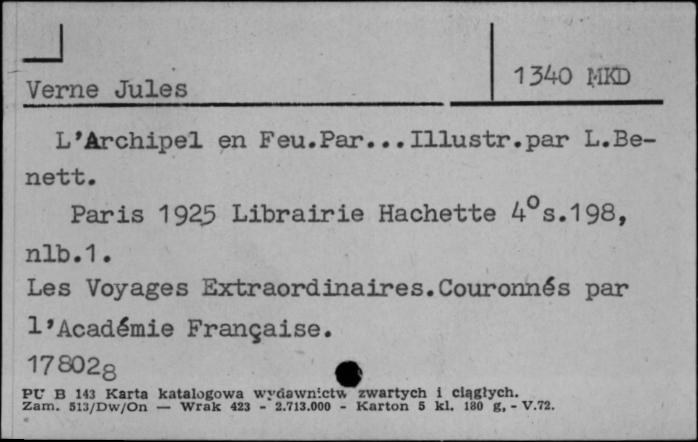 1340 MKD
Verne Jules
L'Archipel en Feu.Par...Illustr.par L.Be-
nett.
Paris 1925 Librairie Hachette 4°s.198,
nlb.1.
Les Voyages Extraordinaires.Couronnés par
l'Académie Française.
178028
PU B 143 Karta katalogowa wydawnictw zwartych i ciągłych.
Zam. 513/Dw/On — Wrak 423 - 2.713.000 - Karton 5 kl. 180 g, - V.72.